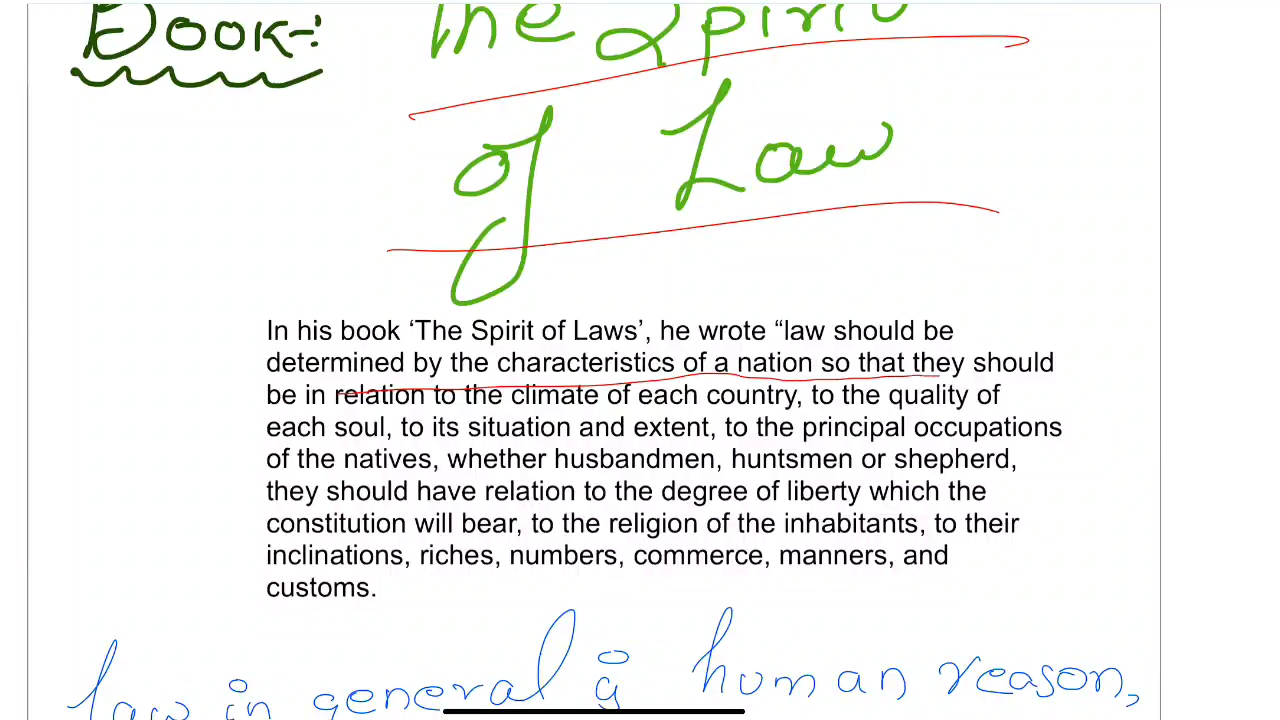 Book:
The Spirit
of Law
In his book ‘The Spirit of Laws’, he wrote “law should be
determined by the characteristics of a nation so that they should
be in relation to the climate of each country, to the quality of
each soul, to its situation and extent, to the principal occupations
of the natives, whether husbandmen, huntsmen or shepherd,
they should have relation to the degree of liberty which the
constitution will bear, to the religion of the inhabitants, to their
inclinations, riches, numbers, commerce, manners, and
customs.
law in general is human reason,